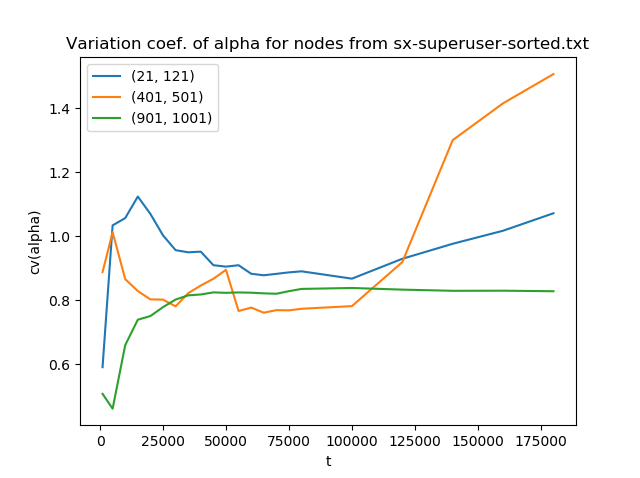 Variation coef. of alpha for nodes from sx-superuser-sorted.txt
(21, 121)
(401, 501)
(901, 1001)
cv(alpha)
1.4
1.2
1.0
0.8
0.6
0 25000 50000 75000 100000 125000 150000 175000
t